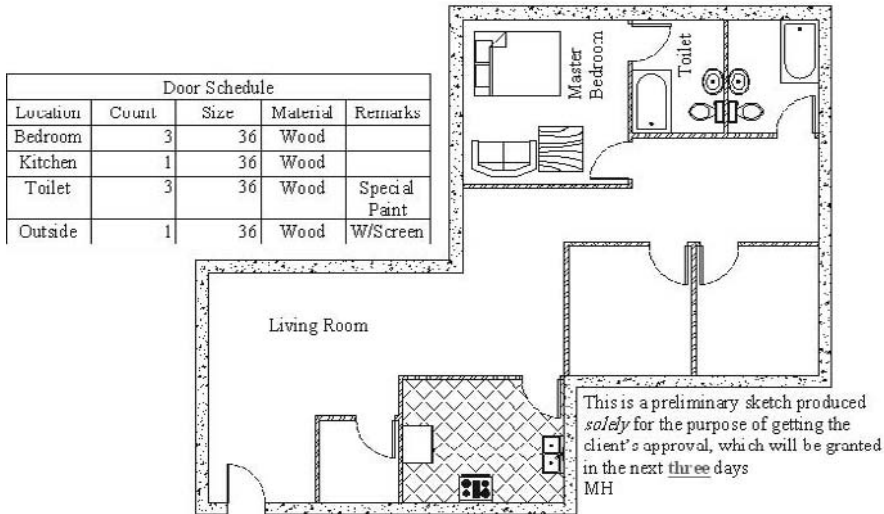 Door Schedule
Location Count Size Material Remarks
Bedroom 3 36 Wood
Kitchen 1 36 Wood
Toilet 3 36 Wood Special
Paint
Outside 1 36 Wood W/Screen
Master
Bedroom
Toilet
Living Room
This is a preliminary sketch produced
solely for the purpose of getting the
client's approval, which will be granted
in the next three days
MH